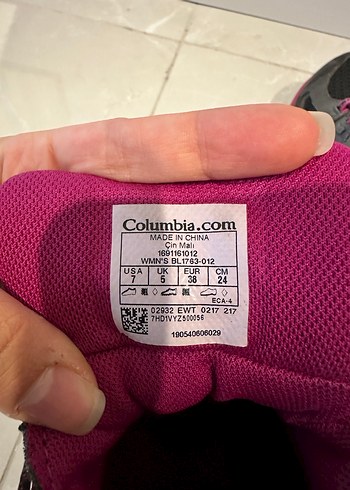 Columbia.com
MADE IN CHINA
Çin Malı
1691161012
WMN'S BL1763-012
USA UK EUR CM
7 5 38 24
ECA-4
02932 EWT 0217 217
7HD1VYZ500056
190540606029